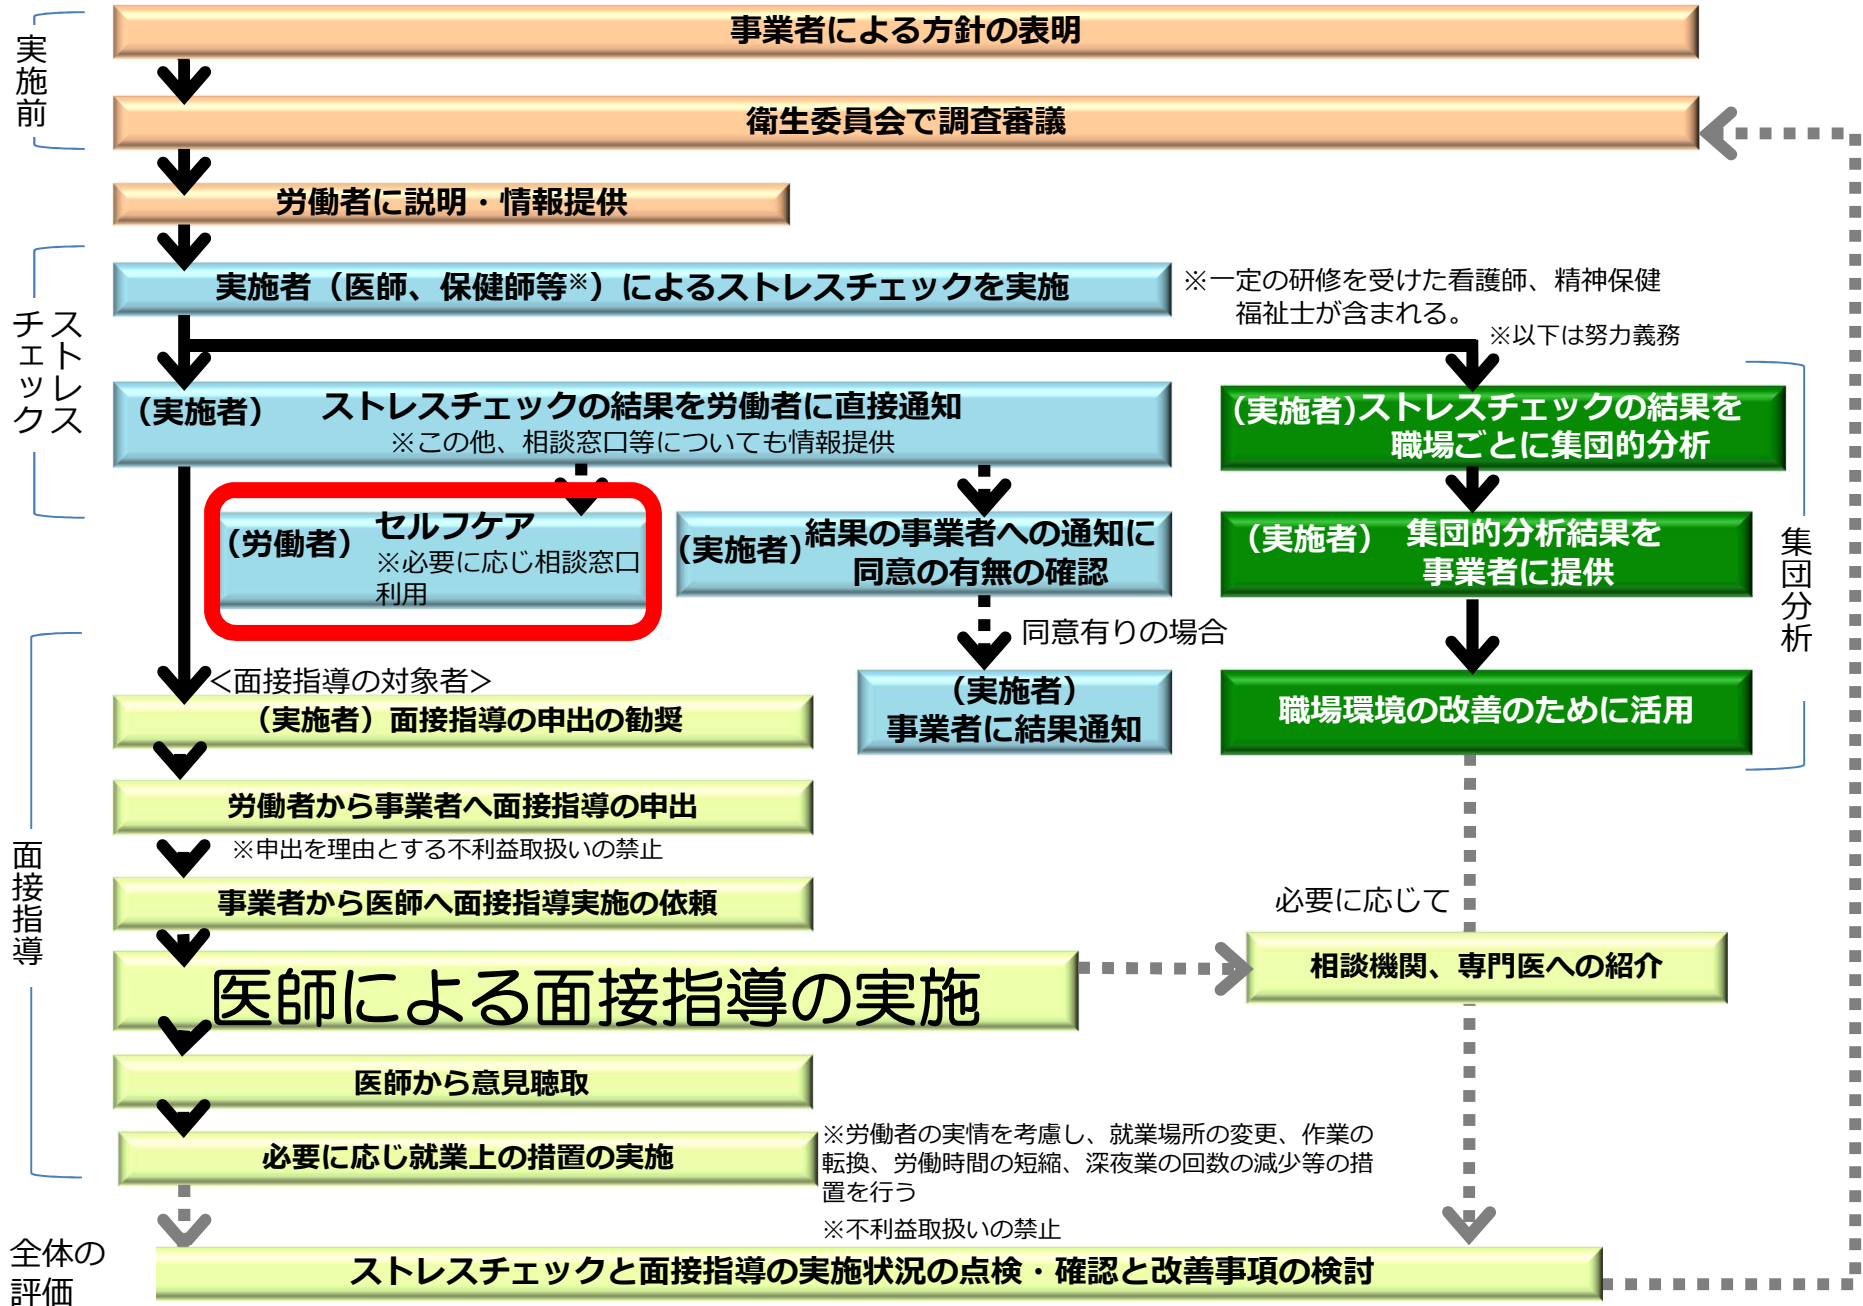 実施前
事業者による方針の表明
衛生委員会で調査審議
労働者に説明・情報提供
ストレス
チェック
実施者（医師、保健師等※）によるストレスチェックを実施
※一定の研修を受けた看護師、精神保健
福祉士が含まれる。
※以下は努力義務
（実施者）　ストレスチェックの結果を労働者に直接通知
※この他、相談窓口等についても情報提供
（実施者）ストレスチェックの結果を
職場ごとに集団的分析
（労働者）　セルフケア
※必要に応じ相談窓口
利用
（実施者）結果の事業者への通知に
同意の有無の確認
（実施者）　集団的分析結果を
事業者に提供
集団分析
同意有りの場合
（実施者）
事業者に結果通知
職場環境の改善のために活用
面接指導
＜面接指導の対象者＞
（実施者）面接指導の申出の勧奨
労働者から事業者へ面接指導の申出
※申出を理由とする不利益取扱いの禁止
事業者から医師へ面接指導実施の依頼
必要に応じて
医師による面接指導の実施
相談機関、専門医への紹介
医師から意見聴取
必要に応じ就業上の措置の実施
※労働者の実情を考慮し、就業場所の変更、作業の
転換、労働時間の短縮、深夜業の回数の減少等の措
置を行う
※不利益取扱いの禁止
全体の
評価
ストレスチェックと面接指導の実施状況の点検・確認と改善事項の検討